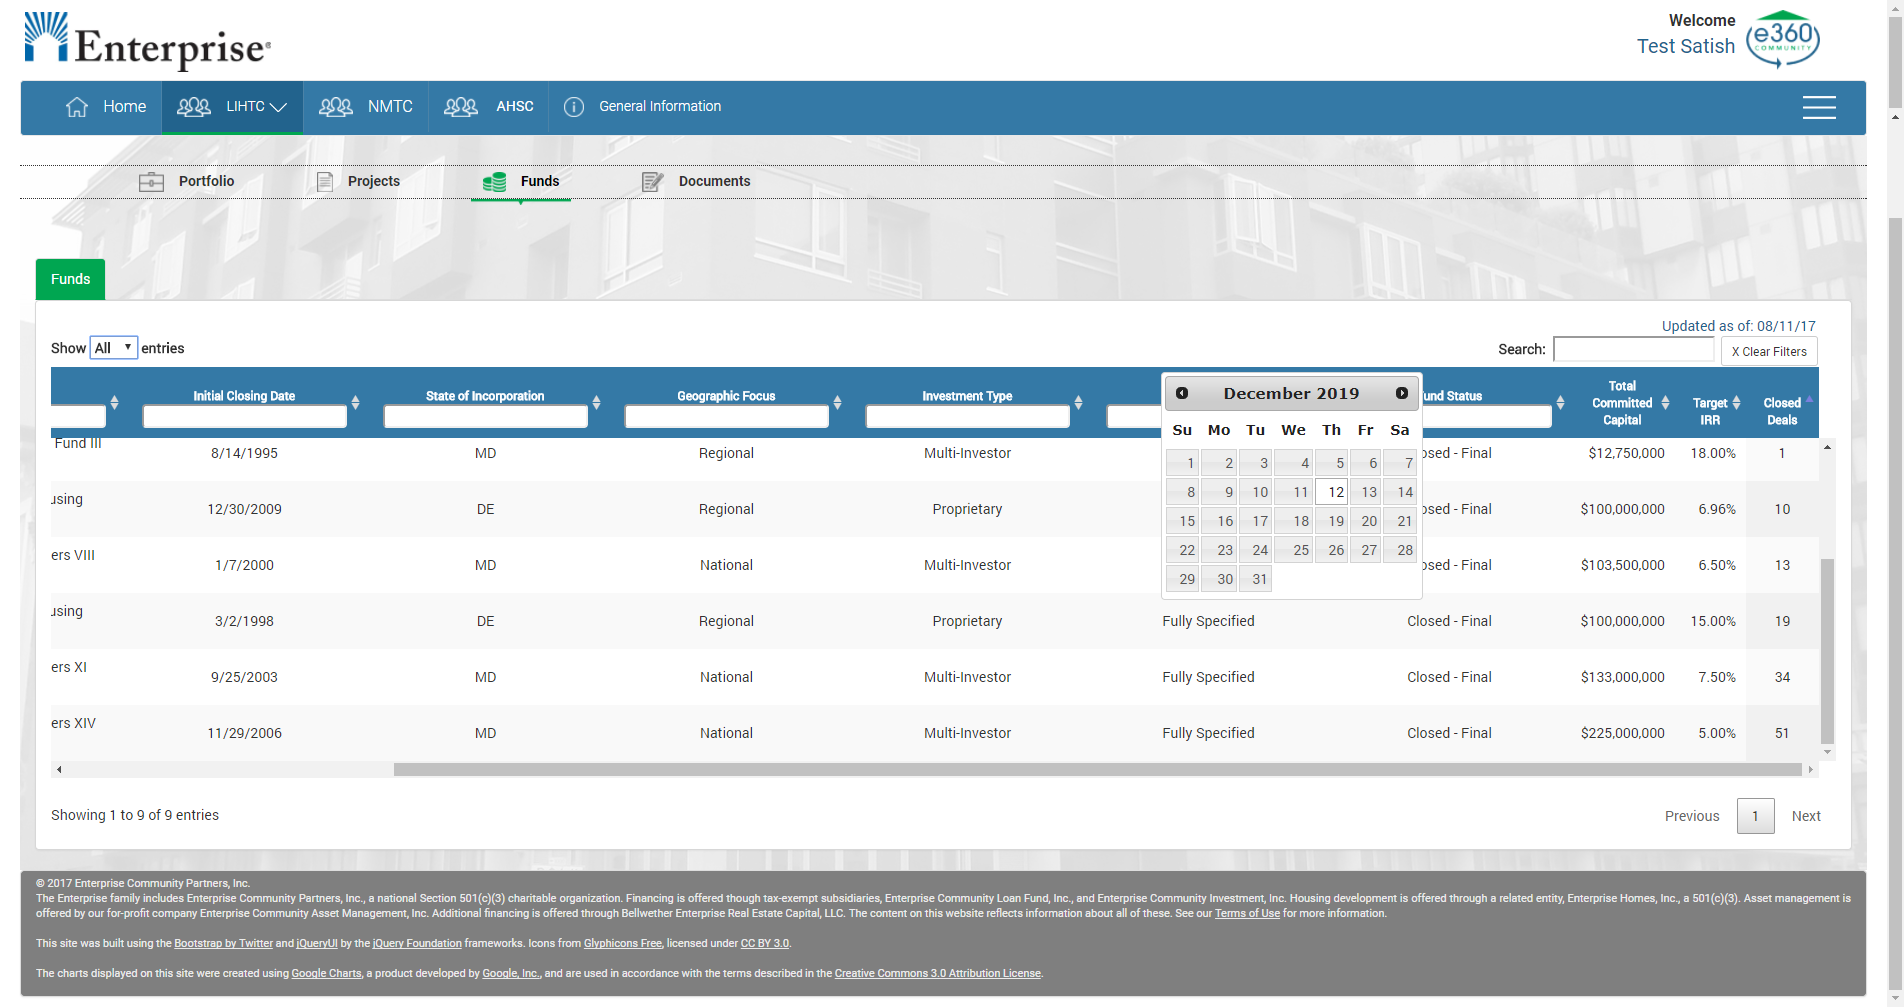 Enterprise®
Welcome
Test Satish
e360
COMMUNITY
Home LIHTC NMTC AHSC General Information
Portfolio Projects Funds Documents
Funds
Updated as of: 08/11/17
Show All entries Search: X Clear Filters
Initial Closing Date State of Incorporation Geographic Focus Investment Type und Status Total Committed Capital Target IRR Closed Deals
December 2019
Su Mo Tu We Th Fr Sa
1 2 3 4 5 6 7
8 9 10 11 12 13 14
15 16 17 18 19 20 21
22 23 24 25 26 27 28
29 30 31
Fund III 8/14/1995 MD Regional Multi-Investor osed - Final $12,750,000 18.00% 1
using 12/30/2009 DE Regional Proprietary osed - Final $100,000,000 6.96% 10
ers VIII 1/7/2000 MD National Multi-Investor osed - Final $103,500,000 6.50% 13
using 3/2/1998 DE Regional Proprietary Fully Specified Closed - Final $100,000,000 15.00% 19
ers XI 9/25/2003 MD National Multi-Investor Fully Specified Closed - Final $133,000,000 7.50% 34
ers XIV 11/29/2006 MD National Multi-Investor Fully Specified Closed - Final $225,000,000 5.00% 51
Showing 1 to 9 of 9 entries Previous 1 Next
© 2017 Enterprise Community Partners, Inc.
The Enterprise family includes Enterprise Community Partners, Inc., a national Section 501(c)(3) charitable organization. Financing is offered though tax-exempt subsidiaries, Enterprise Community Loan Fund, Inc., and Enterprise Community Investment, Inc. Housing development is offered through a related entity, Enterprise Homes, Inc., a 501(c)(3). Asset management is
offered by our for-profit company Enterprise Community Asset Management, Inc. Additional financing is offered through Bellwether Enterprise Real Estate Capital, LLC. The content on this website reflects information about all of these. See our Terms of Use for more information.
This site was built using the Bootstrap by Twitter and jQueryUI by the jQuery Foundation frameworks. Icons from Glyphicons Free, licensed under CC BY 3.0.
The charts displayed on this site were created using Google Charts, a product developed by Google, Inc., and are used in accordance with the terms described in the Creative Commons 3.0 Attribution License.